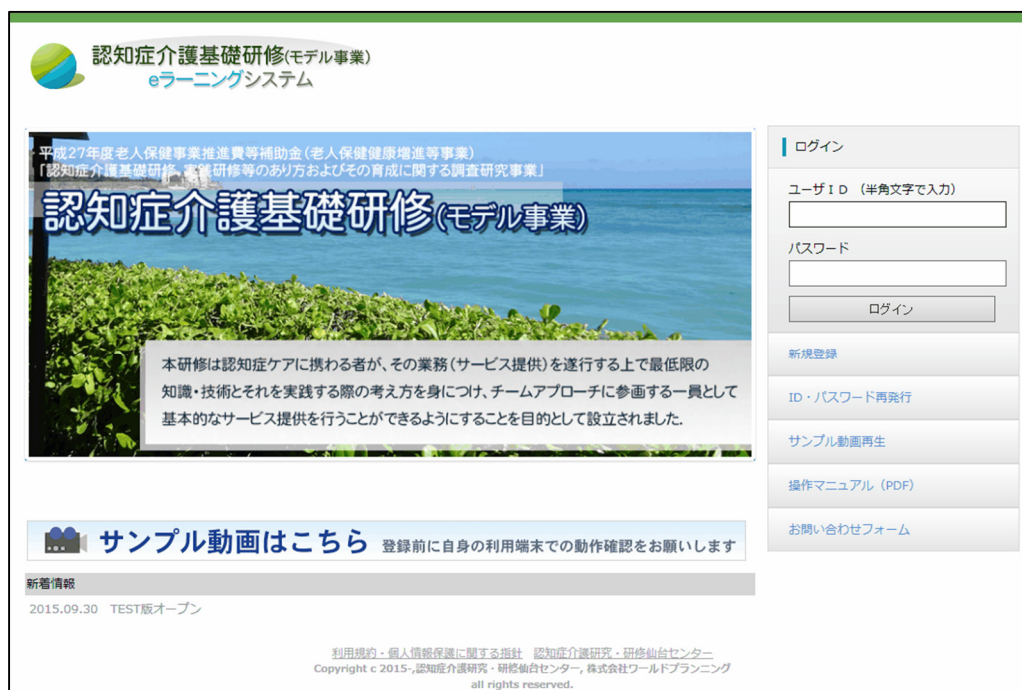 認知症介護基礎研修(モデル事業)
eラーニングシステム
平成27年度老人保健事業推進費等補助金(老人保健健康増進等事業)
「認知症介護基礎研修、実践研修等のあり方およびその育成に関する調査研究事業」
認知症介護基礎研修(モデル事業)
本研修は認知症ケアに携わる者が、その業務(サービス提供)を遂行する上で最低限の
知識・技術とそれを実践する際の考え方を身につけ、チームアプローチに参画する一員として
基本的なサービス提供を行うことができるようにすることを目的として設立されました.
ログイン
ユーザID (半角文字で入力)
パスワード
ログイン
新規登録
ID・パスワード再発行
サンプル動画再生
操作マニュアル (PDF)
お問い合わせフォーム
サンプル動画はこちら 登録前に自身の利用端末での動作確認をお願いします
新着情報
2015.09.30 TEST版オープン
利用規約・個人情報保護に関する指針 認知症介護研究・研修仙台センター
Copyright c 2015-,認知症介護研究・研修仙台センター, 株式会社ワールドプランニング
all rights reserved.